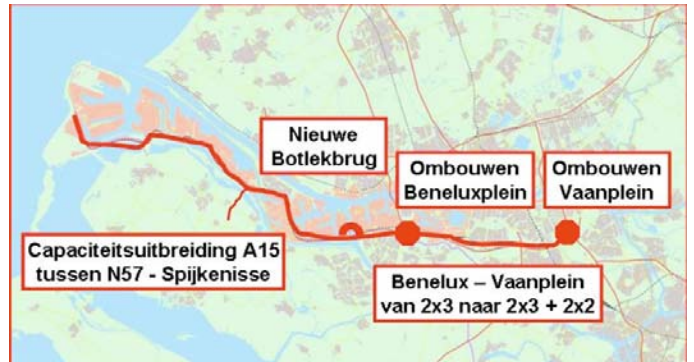 Nieuwe
Botlekbrug
Ombouwen
Beneluxplein
Ombouwen
Vaanplein
Capaciteitsuitbreiding A15
tussen N57 - Spijkenisse
Benelux – Vaanplein
van 2x3 naar 2x3 + 2x2